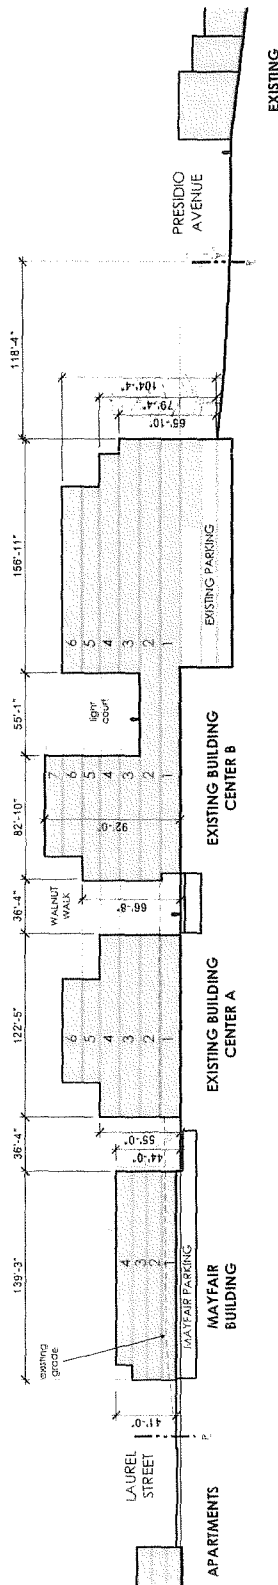 139'-3"
36'-4"
122'-5"
36'-4"
82'-10"
55'-1"
156'-11"
118'-4"
LAUREL
STREET
existing
grade
41'-0"
4
3
2
1
44'-0"
55'-0"
6
5
4
3
2
1
WALNUT
WALK
66'-8"
92'-0"
7
6
5
4
3
2
1
light
court
6
5
4
3
2
1
65'-10"
79'-4"
104'-4"
PRESIDIO
AVENUE
MAYFAIR PARKING
EXISTING PARKING
APARTMENTS
MAYFAIR
BUILDING
EXISTING BUILDING
CENTER A
EXISTING BUILDING
CENTER B
EXISTING